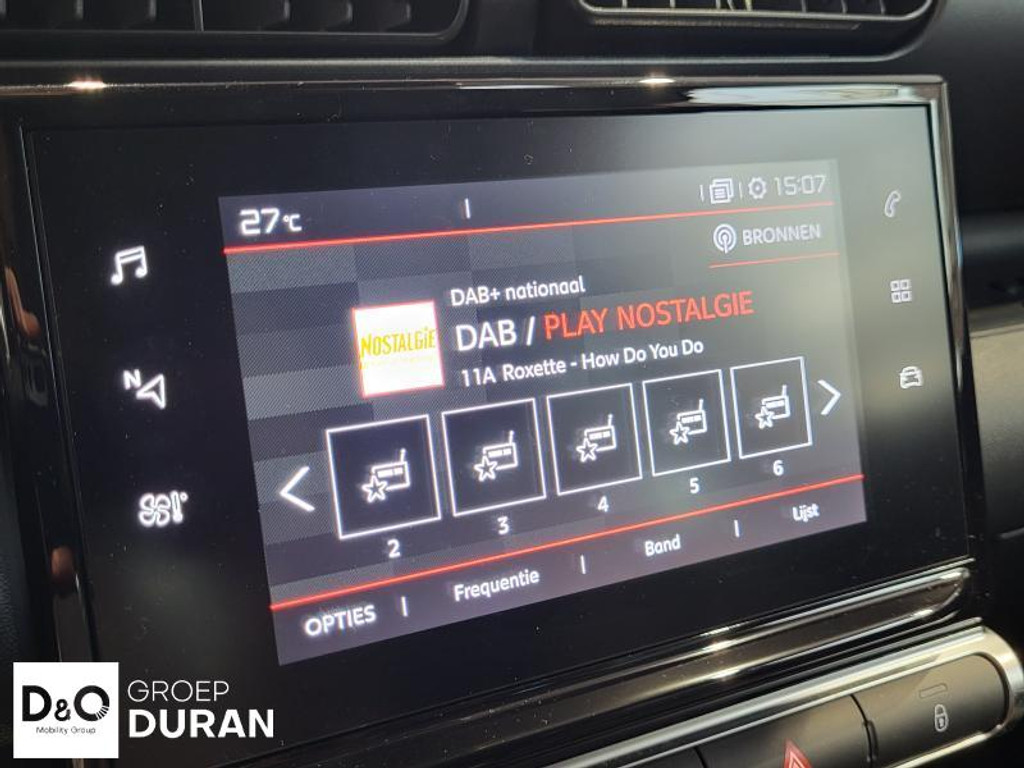 27°C
15:07
BRONNEN
DAB+ nationaal
NOSTALGIE
DAB / PLAY NOSTALGIE
11A Roxette - How Do You Do
N
2
3
4
5
6
OPTIES
Frequentie
Band
Lijst
D&O
Mobility Group
GROEP
DURAN